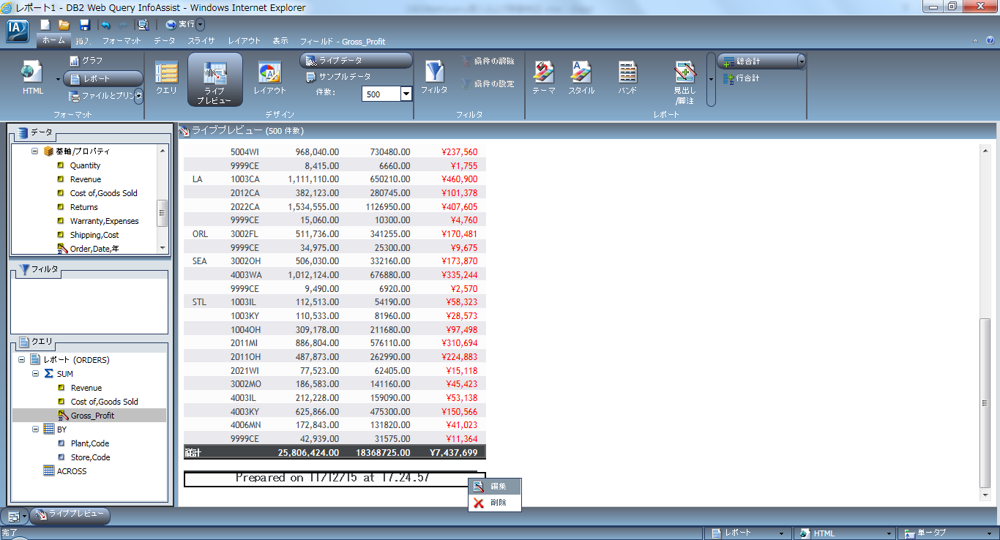 レポート1 - DB2 Web Query InfoAssist - Windows Internet Explorer
IA
実行
ホーム 挿入 フォーマット データ スライサ レイアウト 表示 フィールド - Gross_Profit
HTML
グラフ
レポート
ファイルとプリン
フォーマット
クエリ
ライブ
プレビュー
レイアウト
ライブデータ
サンプルデータ
件数: 500
デザイン
フィルタ
条件の解除
条件の設定
フィルタ
テーマ
スタイル
バンド
見出し
/脚注
総合計
行合計
レポート
データ
基軸/プロパティ
Quantity
Revenue
Cost of,Goods Sold
Returns
Warranty,Expenses
Shipping,Cost
Order,Date,年
フィルタ
クエリ
レポート (ORDERS)
SUM
Revenue
Cost of,Goods Sold
Gross_Profit
BY
Plant,Code
Store,Code
ACROSS
ライブプレビュー (500 件数)
5004WI 968,040.00 730480.00 ¥237,560
9999CE 8,415.00 6660.00 ¥1,755
LA 1003CA 1,111,110.00 650210.00 ¥460,900
2012CA 382,123.00 280745.00 ¥101,378
2022CA 1,534,555.00 1126950.00 ¥407,605
9999CE 15,060.00 10300.00 ¥4,760
ORL 3002FL 511,736.00 341255.00 ¥170,481
9999CE 34,975.00 25300.00 ¥9,675
SEA 3002OH 506,030.00 332160.00 ¥173,870
4003WA 1,012,124.00 676880.00 ¥335,244
9999CE 9,490.00 6920.00 ¥2,570
STL 1003IL 112,513.00 54190.00 ¥58,323
1003KY 110,533.00 81960.00 ¥28,573
1004OH 309,178.00 211680.00 ¥97,498
2011MI 886,804.00 576110.00 ¥310,694
2011OH 487,873.00 262990.00 ¥224,883
2021WI 77,523.00 62405.00 ¥15,118
3002MO 186,583.00 141160.00 ¥45,423
4003IL 212,228.00 159090.00 ¥53,138
4003KY 625,866.00 475300.00 ¥150,566
4006MN 172,843.00 131820.00 ¥41,023
9999CE 42,939.00 31575.00 ¥11,364
総計 25,806,424.00 18368725.00 ¥7,437,699
Prepared on 11/12/15 at 17.24.57
編集
削除
ライブプレビュー
完了
レポート
HTML
単一タブ